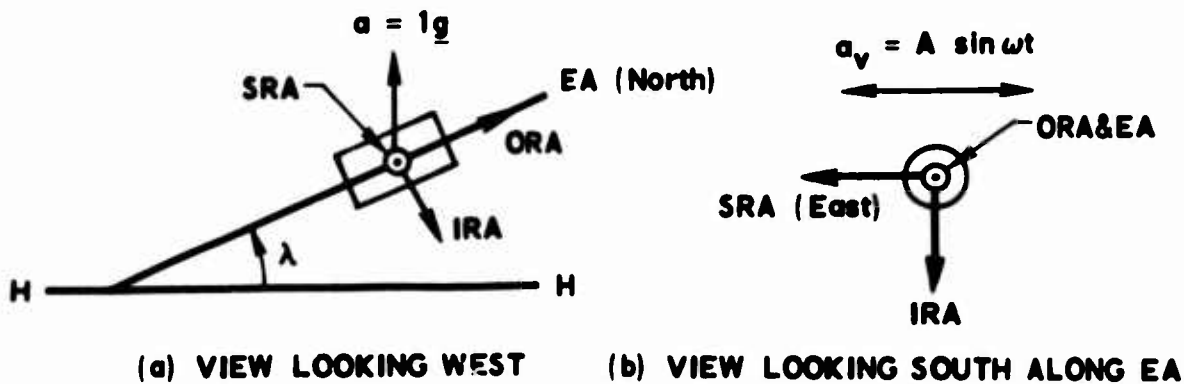 a = 1g
SRA
EA (North)
ORA
IRA
λ
H H
(a) VIEW LOOKING WEST
a_v = A sin ωt
ORA&EA
SRA (East)
IRA
(b) VIEW LOOKING SOUTH ALONG EA